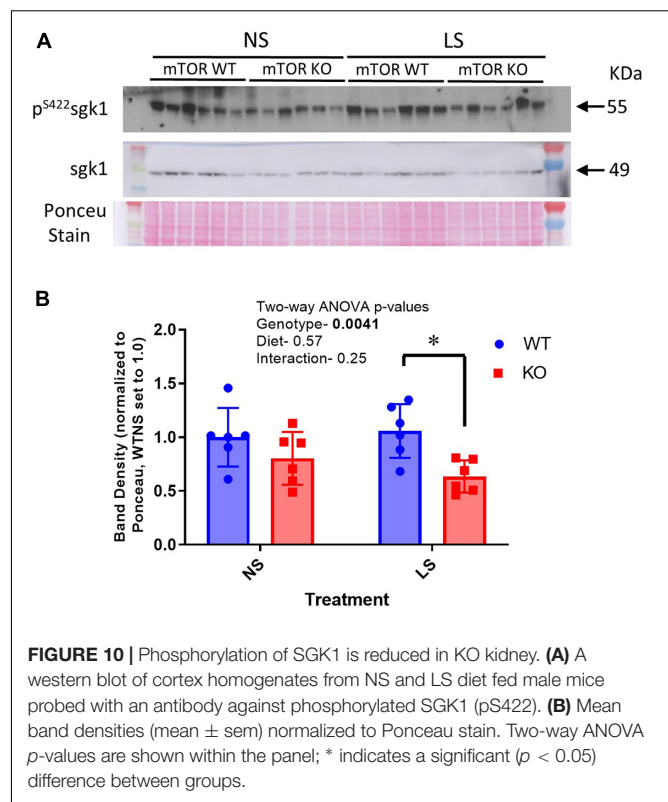 A
NS LS
mTOR WT mTOR KO mTOR WT mTOR KO KDa
pS422sgk1 55
sgk1 49
Ponceu
Stain
B
Two-way ANOVA p-values
Genotype- 0.0041
Diet- 0.57
Interaction- 0.25
*
WT
KO
Band Density (normalized to
Ponceau, WTNS set to 1.0)
2.0
1.5
1.0
0.5
0.0
NS LS
Treatment
FIGURE 10 | Phosphorylation of SGK1 is reduced in KO kidney. (A) A
western blot of cortex homogenates from NS and LS diet fed male mice
probed with an antibody against phosphorylated SGK1 (pS422). (B) Mean
band densities (mean ± sem) normalized to Ponceau stain. Two-way ANOVA
p-values are shown within the panel; * indicates a significant (p < 0.05)
difference between groups.